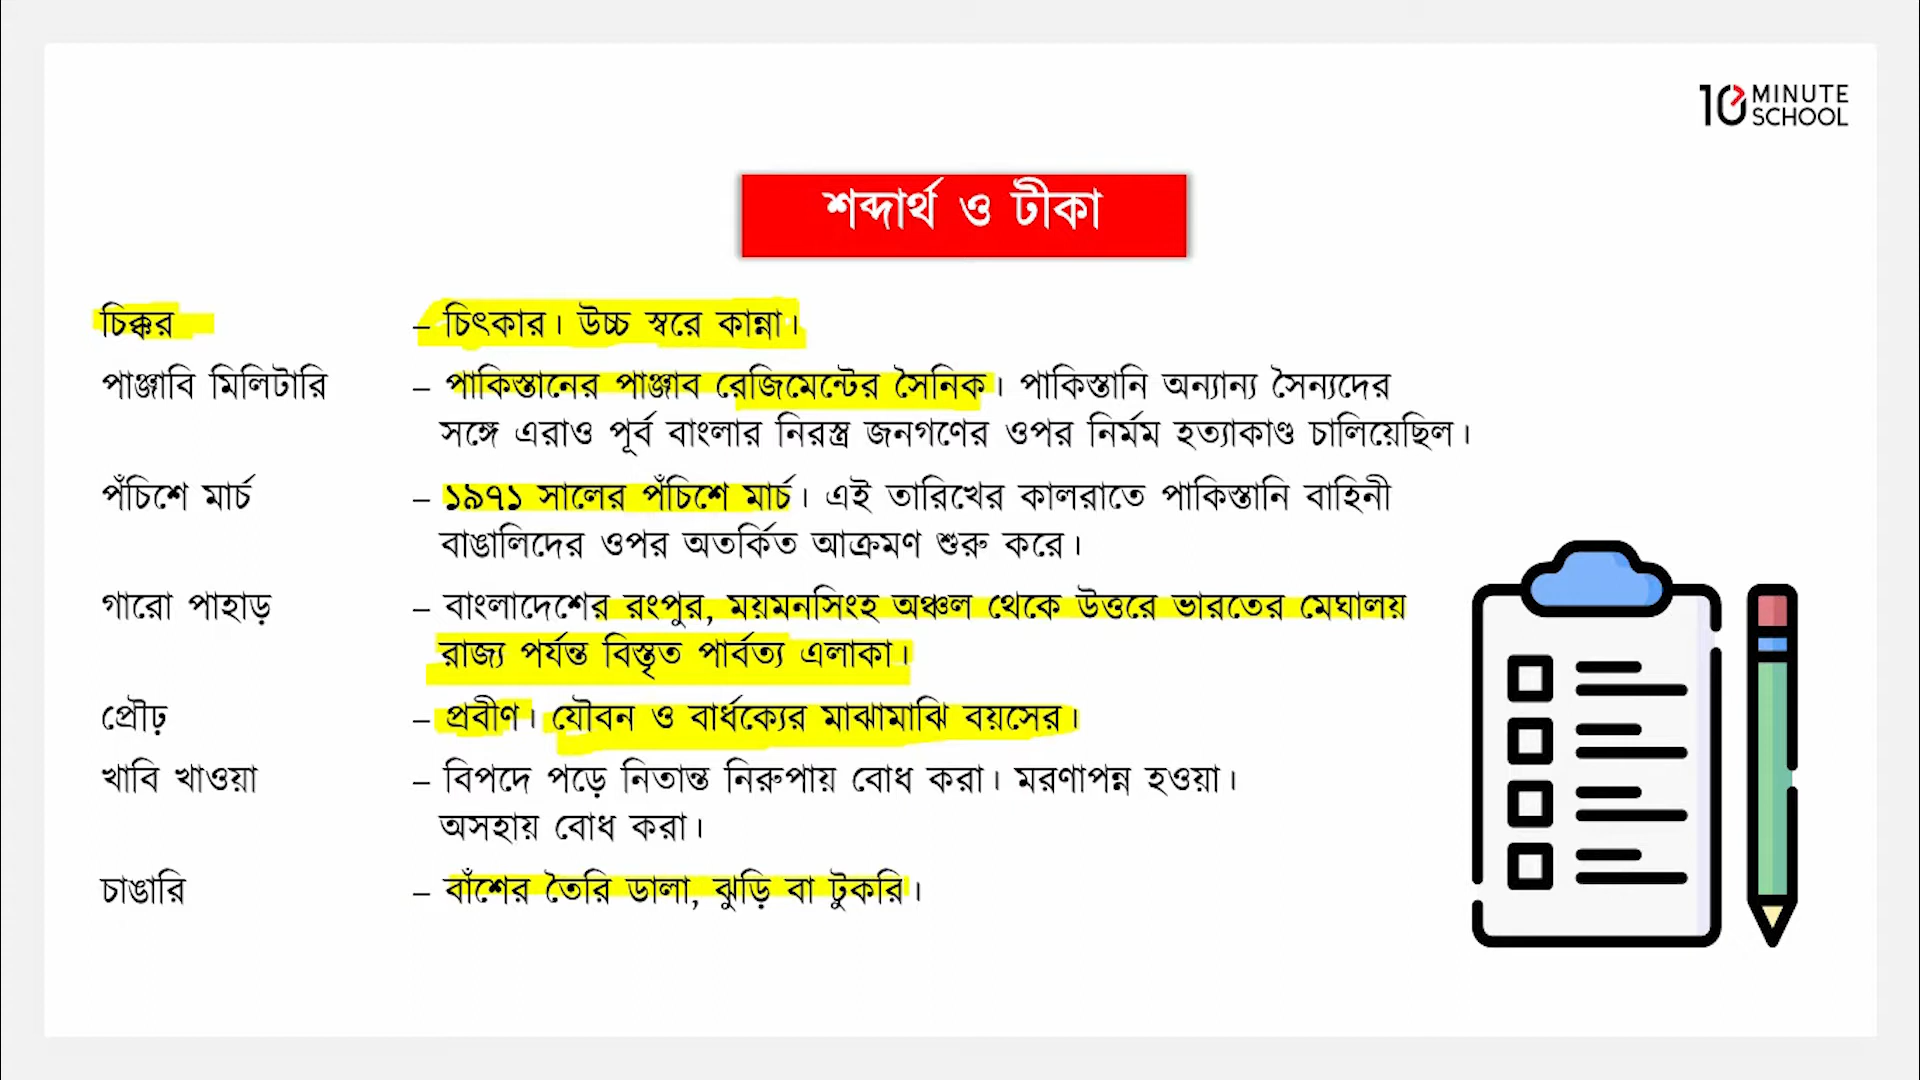 10 MINUTE
SCHOOL
শব্দার্থ ও টীকা
চিক্কর – চিৎকার। উচ্চ স্বরে কান্না।
পাঞ্জাবি মিলিটারি – পাকিস্তানের পাঞ্জাব রেজিমেন্টের সৈনিক। পাকিস্তানি অন্যান্য সৈন্যদের
সঙ্গে এরাও পূর্ব বাংলার নিরস্ত্র জনগণের ওপর নির্মম হত্যাকাণ্ড চালিয়েছিল।
পঁচিশে মার্চ – ১৯৭১ সালের পঁচিশে মার্চ। এই তারিখের কালরাতে পাকিস্তানি বাহিনী
বাঙালিদের ওপর অতর্কিত আক্রমণ শুরু করে।
গারো পাহাড় – বাংলাদেশের রংপুর, ময়মনসিংহ অঞ্চল থেকে উত্তরে ভারতের মেঘালয়
রাজ্য পর্যন্ত বিস্তৃত পার্বত্য এলাকা।
প্রৌঢ় – প্রবীণ। যৌবন ও বার্ধক্যের মাঝামাঝি বয়সের।
খাবি খাওয়া – বিপদে পড়ে নিতান্ত নিরুপায় বোধ করা। মরণাপন্ন হওয়া।
অসহায় বোধ করা।
চাঙারি – বাঁশের তৈরি ডালা, ঝুড়ি বা টুকরি।